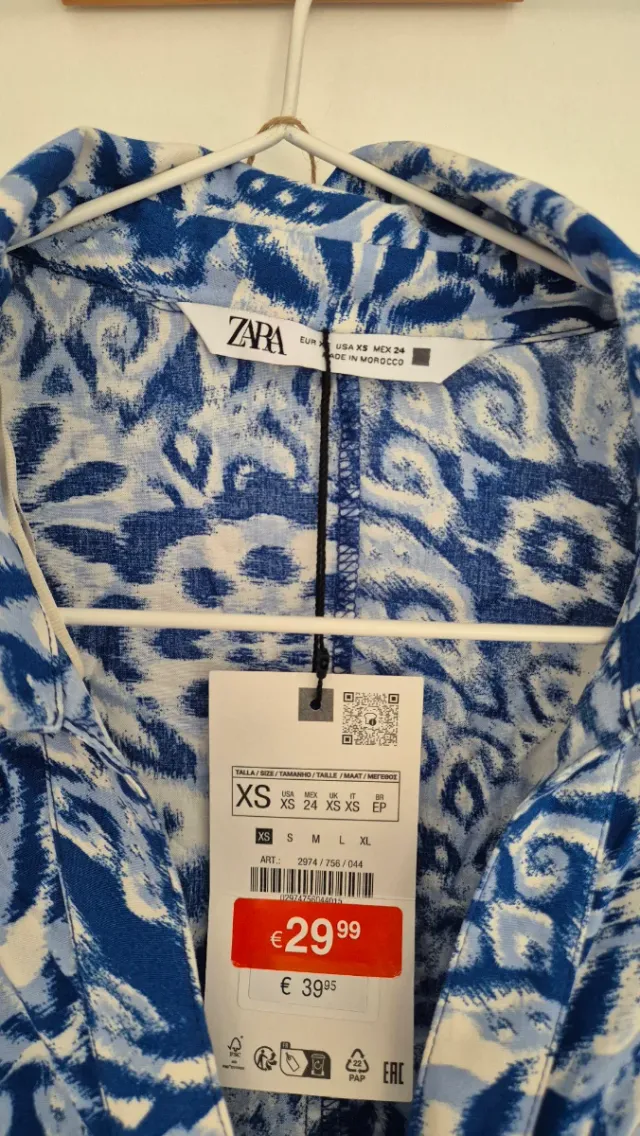 ZARA
EUR USA XS MEX 24
MADE IN MOROCCO
TALLA / SIZE / TAMANHO / TAILLE / MAAT / ΜΕΓΕΘΟΣ
USA MEX UK IT BR
XS XS 24 XS XS EP
XS S M L XL
ART.: 2974 / 756 / 044
€29 99
€ 39 95
FSC
18
22
PAP
EAC